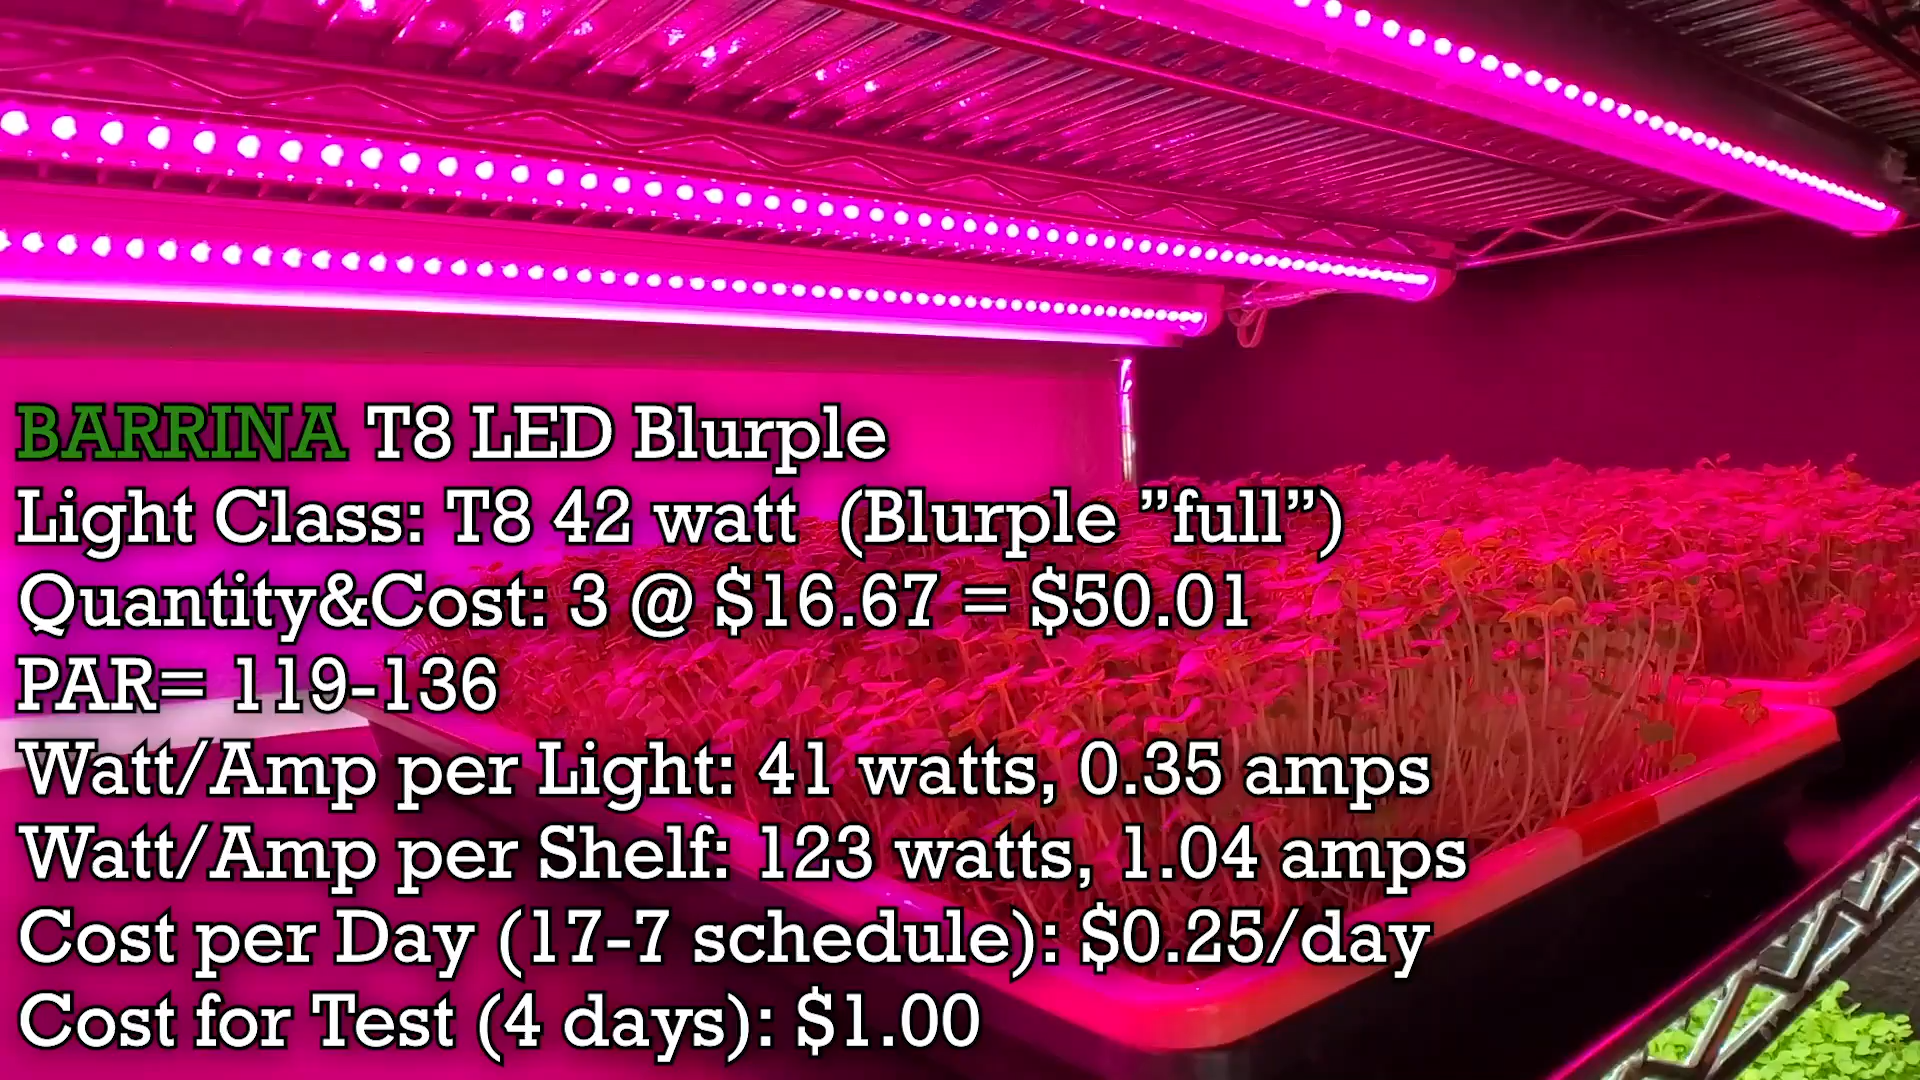 BARRINA T8 LED Blurple
Light Class: T8 42 watt (Blurple ”full”)
Quantity&Cost: 3 @ $16.67 = $50.01
PAR= 119-136
Watt/Amp per Light: 41 watts, 0.35 amps
Watt/Amp per Shelf: 123 watts, 1.04 amps
Cost per Day (17-7 schedule): $0.25/day
Cost for Test (4 days): $1.00